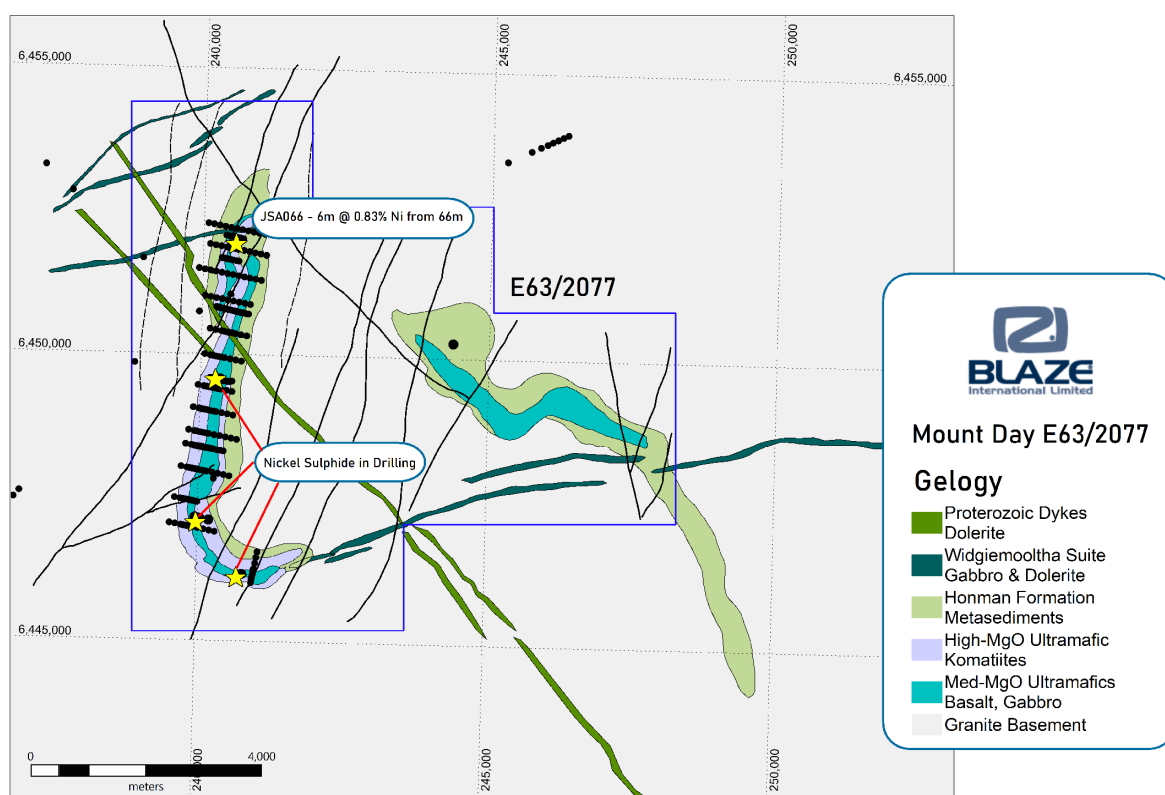 240,000
245,000
250,000
6,455,000
6,455,000
JSA066 - 6m @ 0.83% Ni from 66m
E63/2077
6,450,000
Nickel Sulphide in Drilling
6,445,000
0
4,000
meters
240,000
245,000
250,000
BLAZE
International Limited
Mount Day E63/2077
Gelogy
Proterozoic Dykes
Dolerite
Widgiemooltha Suite
Gabbro & Dolerite
Honman Formation
Metasediments
High-MgO Ultramafic
Komatiites
Med-MgO Ultramafics
Basalt, Gabbro
Granite Basement